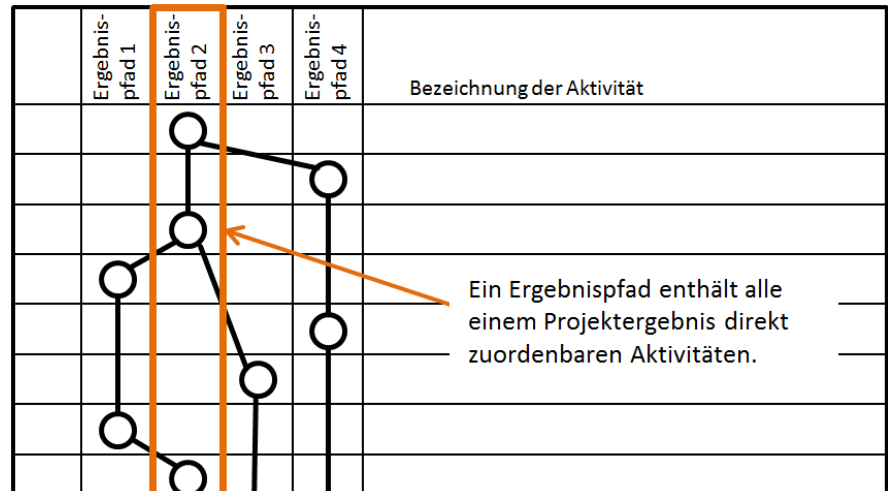 Ergebnis-
pfad 1
Ergebnis-
pfad 2
Ergebnis-
pfad 3
Ergebnis-
pfad 4
Bezeichnung der Aktivität
Ein Ergebnispfad enthält alle
einem Projektergebnis direkt
zuordenbaren Aktivitäten.